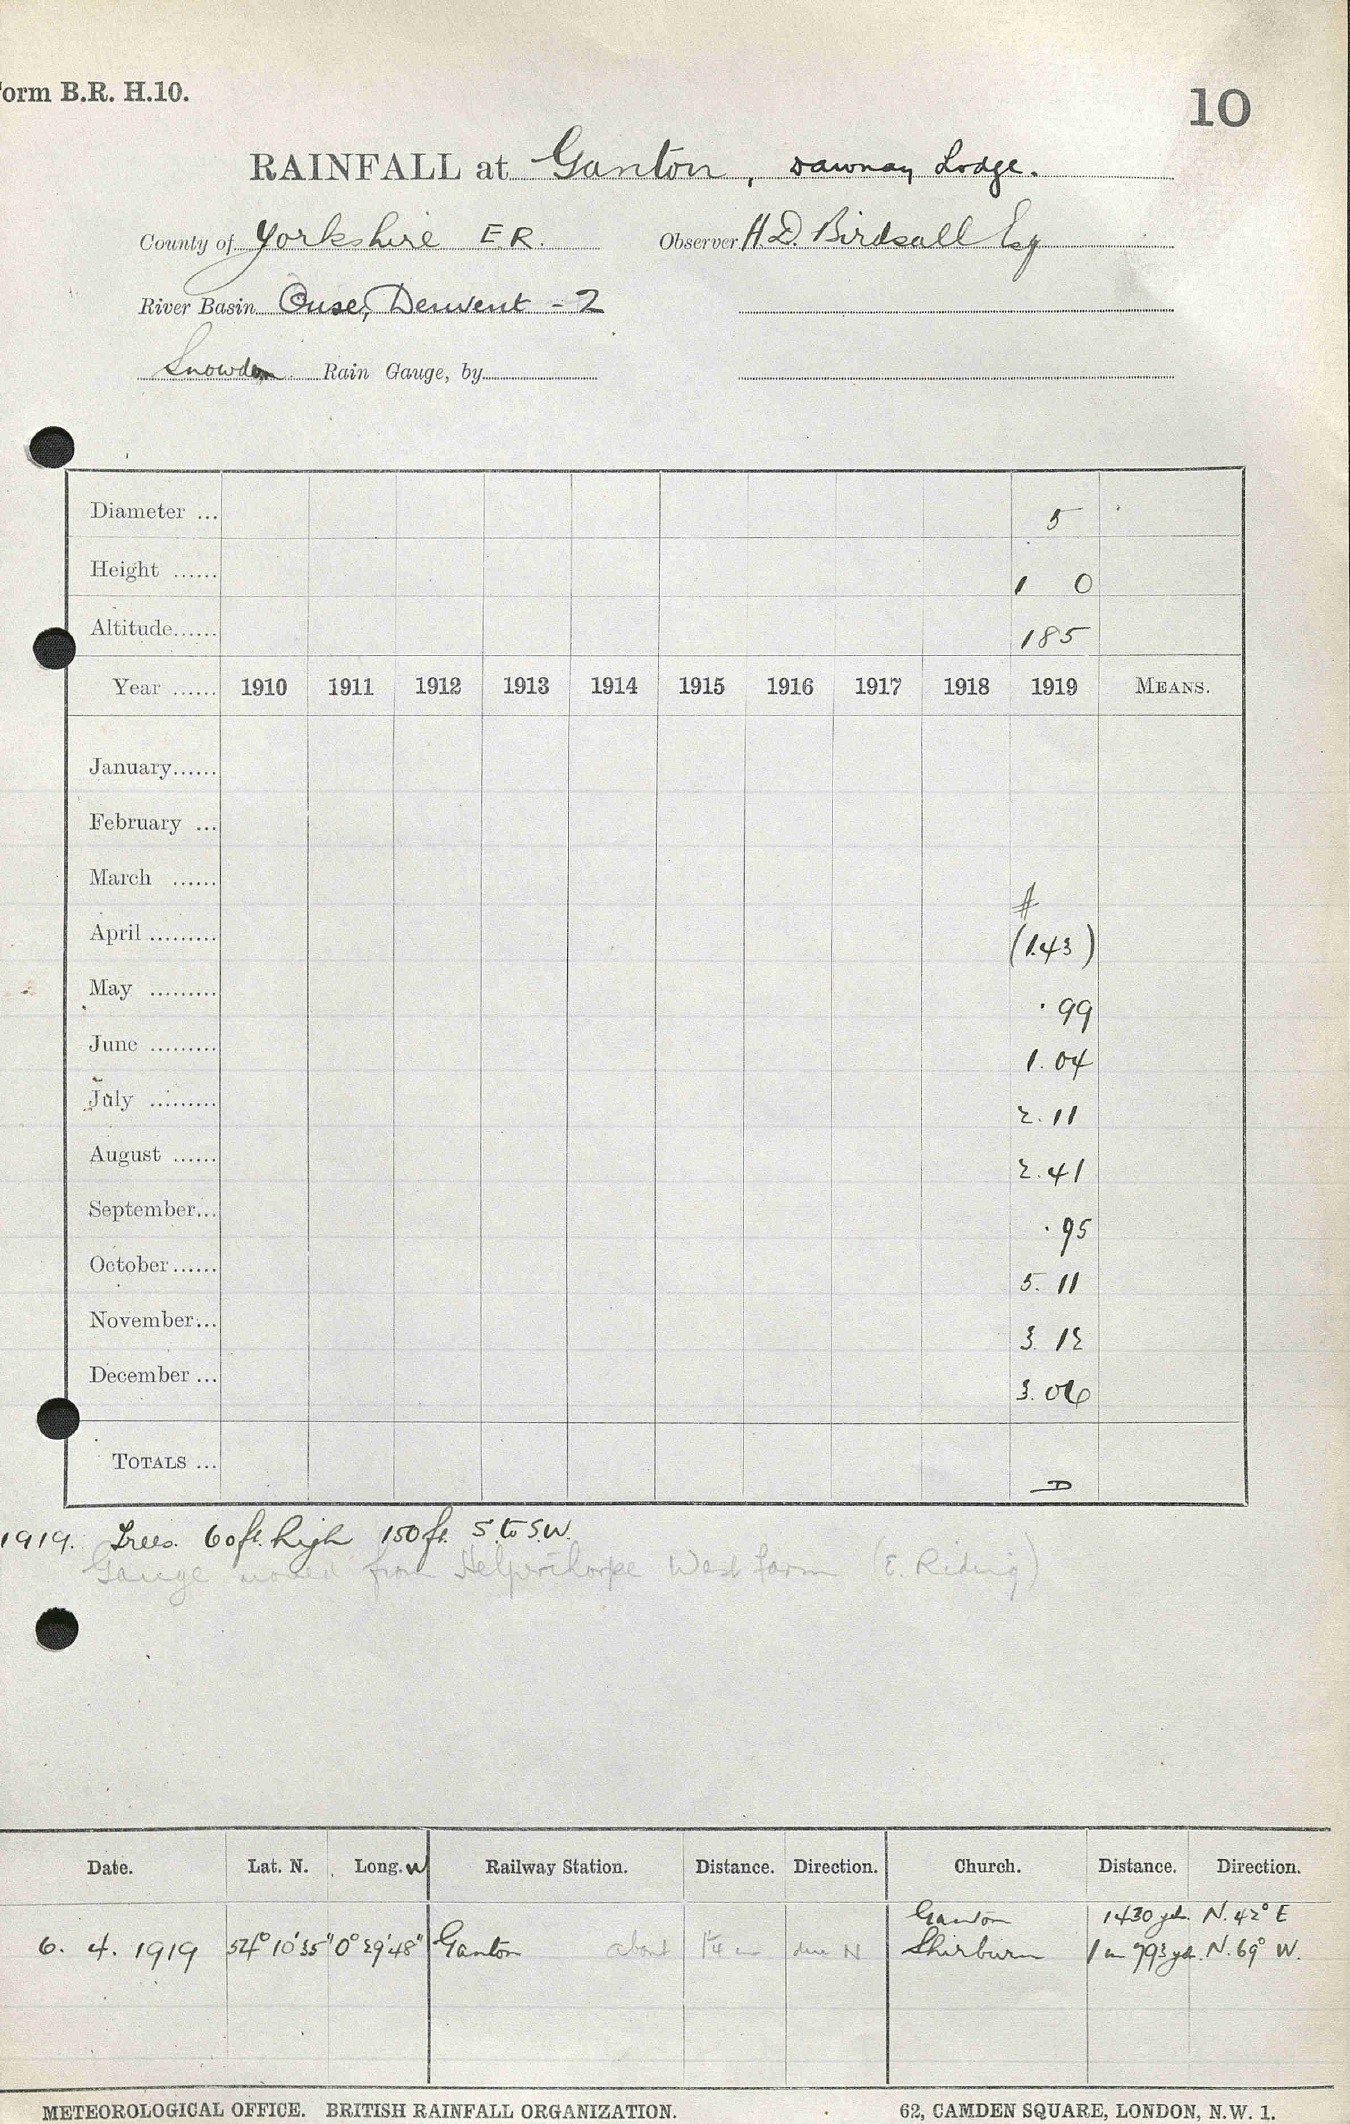 Form B.R. H.10.
10
RAINFALL at Ganton, Dawnay Lodge.
County of Yorkshire E.R. Observer H.D. Birdsall Esq
River Basin Ouse, Derwent - 2
Snowdon Rain Gauge, by
Diameter ... 5
Height ...... 1 0
Altitude...... 185
Year ...... 1910 1911 1912 1913 1914 1915 1916 1917 1918 1919 MEANS.
January......
February ...
March ......
#
April ......... (1.43)
May ......... .99
June ......... 1.04
July ......... 2.11
August ...... 2.41
September... .95
October...... 5.11
November... 3.12
December ... 3.06
TOTALS ... D
1919. Trees 60 ft. high 150 ft. S. to S.W.
Gauge moved from Helperthorpe West farm (E. Riding)
Date. Lat. N. Long. W Railway Station. Distance. Direction. Church. Distance. Direction.
Ganton 1430 yds. N. 42° E
6. 4. 1919 54° 10' 35" 0° 29' 48" Ganton about 1¼ m due N Shirburn 1 m 793 yds. N. 69° W.
METEOROLOGICAL OFFICE. BRITISH RAINFALL ORGANIZATION. 62, CAMDEN SQUARE, LONDON, N.W. 1.